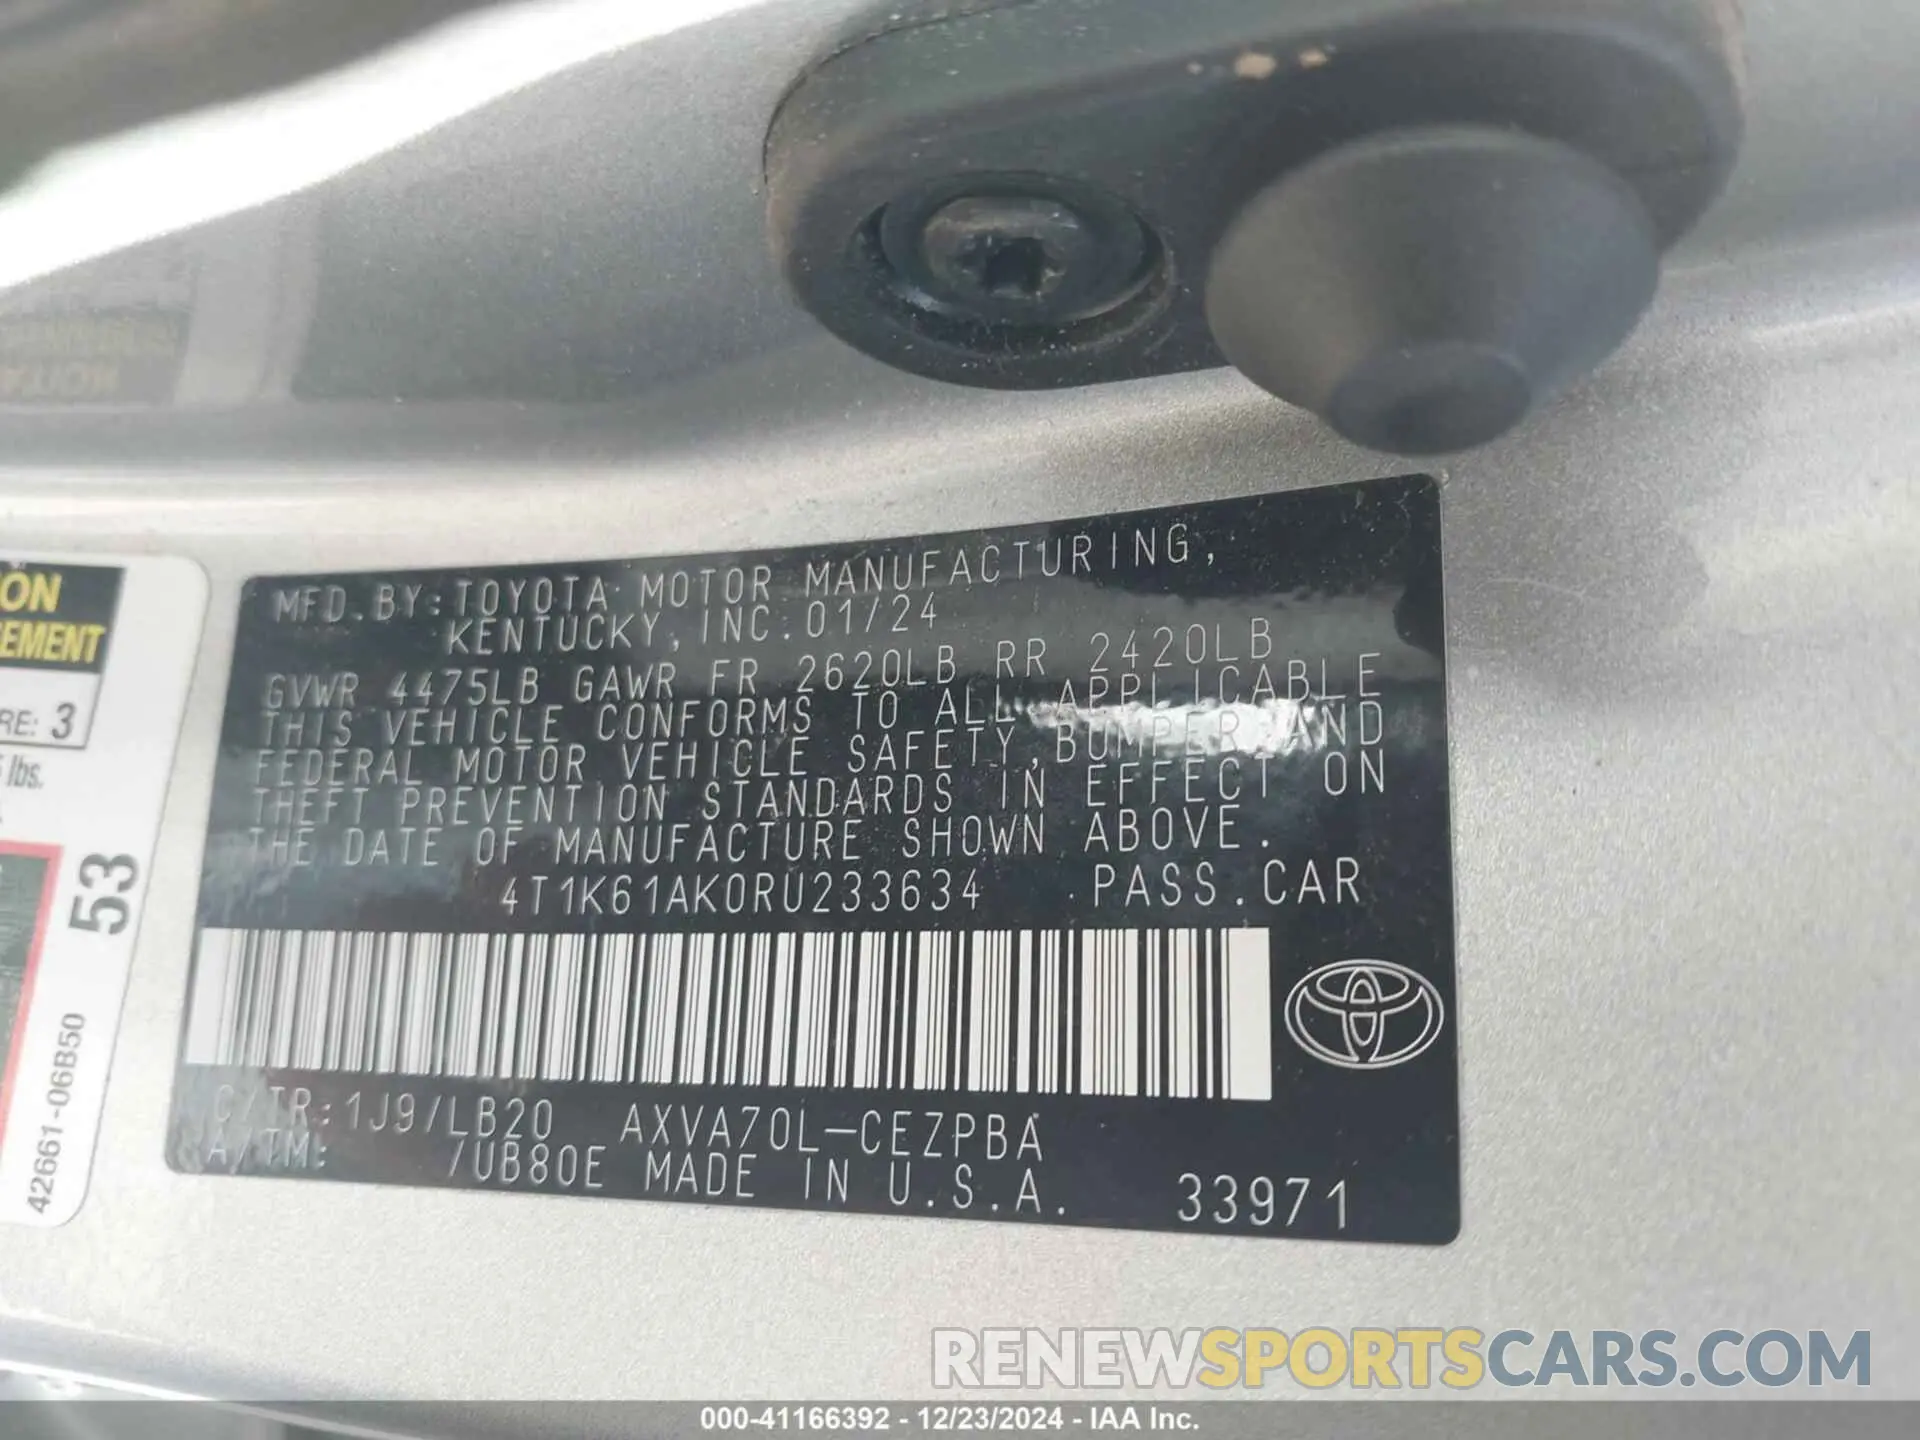 MFD. BY: TOYOTA MOTOR MANUFACTURING,
KENTUCKY, INC. 01/24
GVWR 4475LB GAWR FR 2620LB RR 2420LB
THIS VEHICLE CONFORMS TO ALL APPLICABLE
FEDERAL MOTOR VEHICLE SAFETY, BUMPER AND
THEFT PREVENTION STANDARDS IN EFFECT ON
THE DATE OF MANUFACTURE SHOWN ABOVE.
4T1K61AK0RU233634 PASS. CAR
C/TR: 1J9/LB20 AXVA70L-CEZPBA
A/TM: /UB80E MADE IN U.S.A. 33971
ON
EMENT
RE: 3
lbs.
53
42661-06B50
RENEWSPORTSCARS.COM
000-41166392 - 12/23/2024 - IAA Inc.